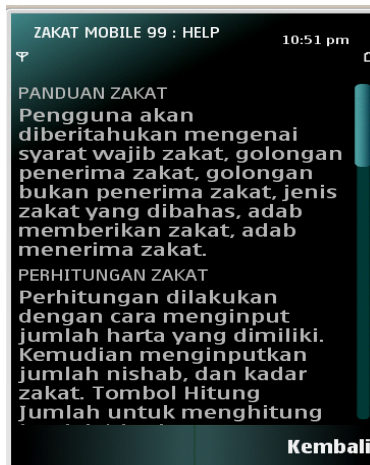 ZAKAT MOBILE 99 : HELP
10:51 pm
PANDUAN ZAKAT
Pengguna akan
diberitahukan mengenai
syarat wajib zakat, golongan
penerima zakat, golongan
bukan penerima zakat, jenis
zakat yang dibahas, adab
memberikan zakat, adab
menerima zakat.
PERHITUNGAN ZAKAT
Perhitungan dilakukan
dengan cara menginput
jumlah harta yang dimiliki.
Kemudian menginputkan
jumlah nishab, dan kadar
zakat. Tombol Hitung
Jumlah untuk menghitung
Kembali